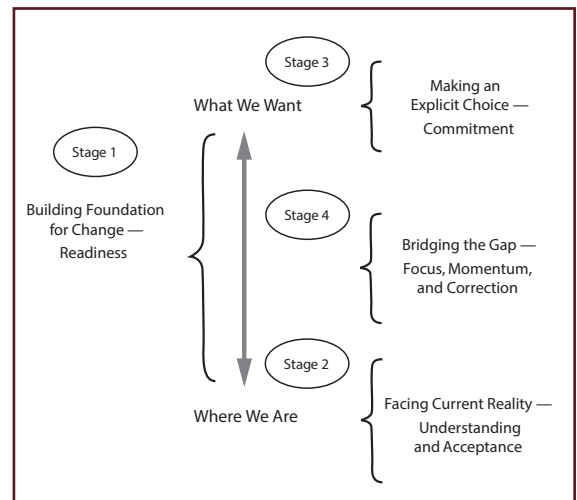 Stage 3
What We Want
Making an
Explicit Choice —
Commitment
Stage 1
Building Foundation
for Change —
Readiness
Stage 4
Bridging the Gap —
Focus, Momentum,
and Correction
Stage 2
Where We Are
Facing Current Reality —
Understanding
and Acceptance